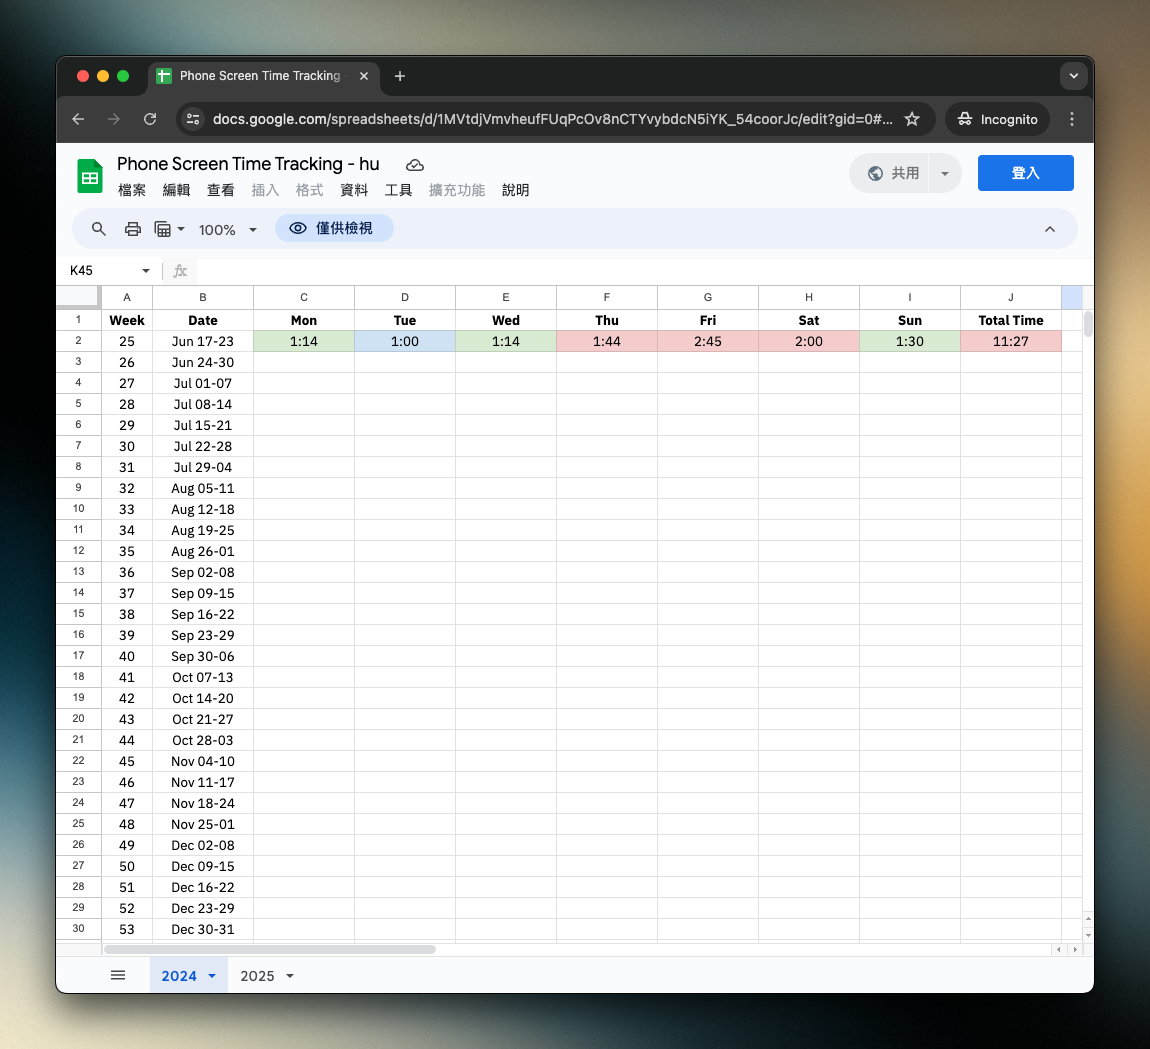 Phone Screen Time Tracking
docs.google.com/spreadsheets/d/1MVtdjVmvheufFUqPcOv8nCTYvybdcN5iYK_54coorJc/edit?gid=0#... Incognito
Phone Screen Time Tracking - hu
共用 登入
檔案 編輯 查看 插入 格式 資料 工具 擴充功能 說明
100% 僅供檢視
K45 fx
A B C D E F G H I J
1 Week Date Mon Tue Wed Thu Fri Sat Sun Total Time
2 25 Jun 17-23 1:14 1:00 1:14 1:44 2:45 2:00 1:30 11:27
3 26 Jun 24-30
4 27 Jul 01-07
5 28 Jul 08-14
6 29 Jul 15-21
7 30 Jul 22-28
8 31 Jul 29-04
9 32 Aug 05-11
10 33 Aug 12-18
11 34 Aug 19-25
12 35 Aug 26-01
13 36 Sep 02-08
14 37 Sep 09-15
15 38 Sep 16-22
16 39 Sep 23-29
17 40 Sep 30-06
18 41 Oct 07-13
19 42 Oct 14-20
20 43 Oct 21-27
21 44 Oct 28-03
22 45 Nov 04-10
23 46 Nov 11-17
24 47 Nov 18-24
25 48 Nov 25-01
26 49 Dec 02-08
27 50 Dec 09-15
28 51 Dec 16-22
29 52 Dec 23-29
30 53 Dec 30-31
2024 2025